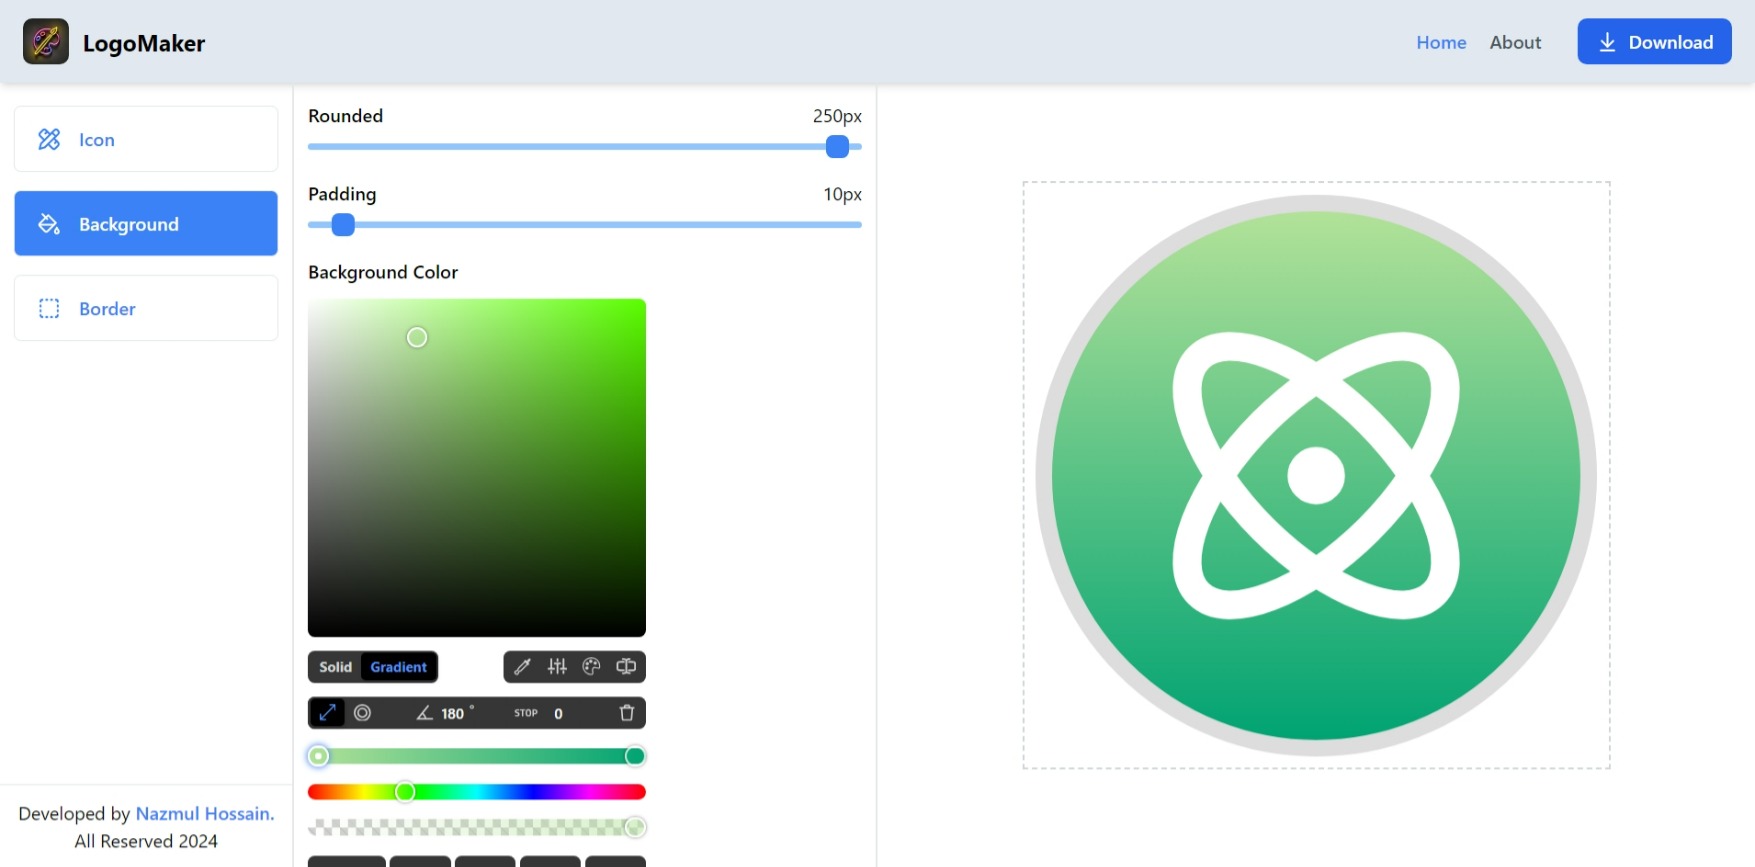 LogoMaker
Home
About
Download
Icon
Background
Border
Developed by Nazmul Hossain.
All Reserved 2024
Rounded
250px
Padding
10px
Background Color
Solid
Gradient
180°
STOP
0